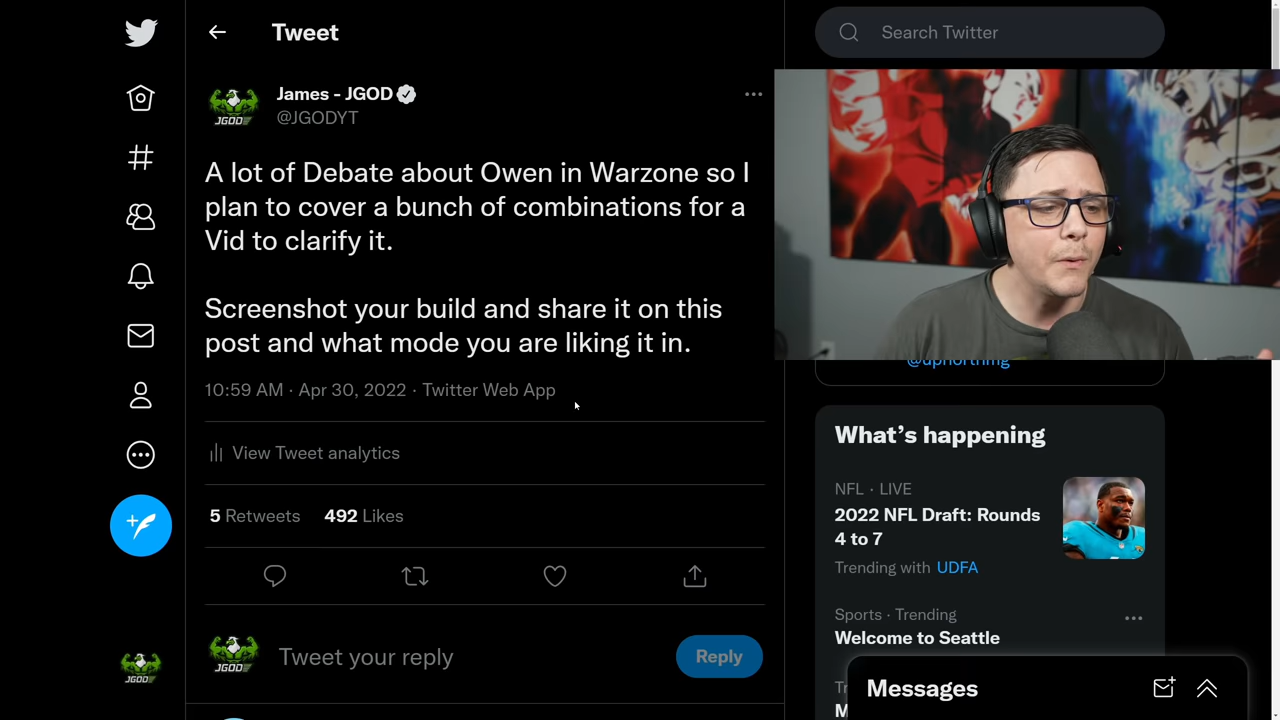 Tweet
Search Twitter
James - JGOD
@JGODYT
JGOD
A lot of Debate about Owen in Warzone so I
plan to cover a bunch of combinations for a
Vid to clarify it.
Screenshot your build and share it on this
post and what mode you are liking it in.
10:59 AM · Apr 30, 2022 · Twitter Web App
View Tweet analytics
5 Retweets 492 Likes
JGOD
Tweet your reply
Reply
JGOD
@uphorthmg
What's happening
NFL · LIVE
2022 NFL Draft: Rounds
4 to 7
Trending with UDFA
Sports · Trending
Welcome to Seattle
Messages